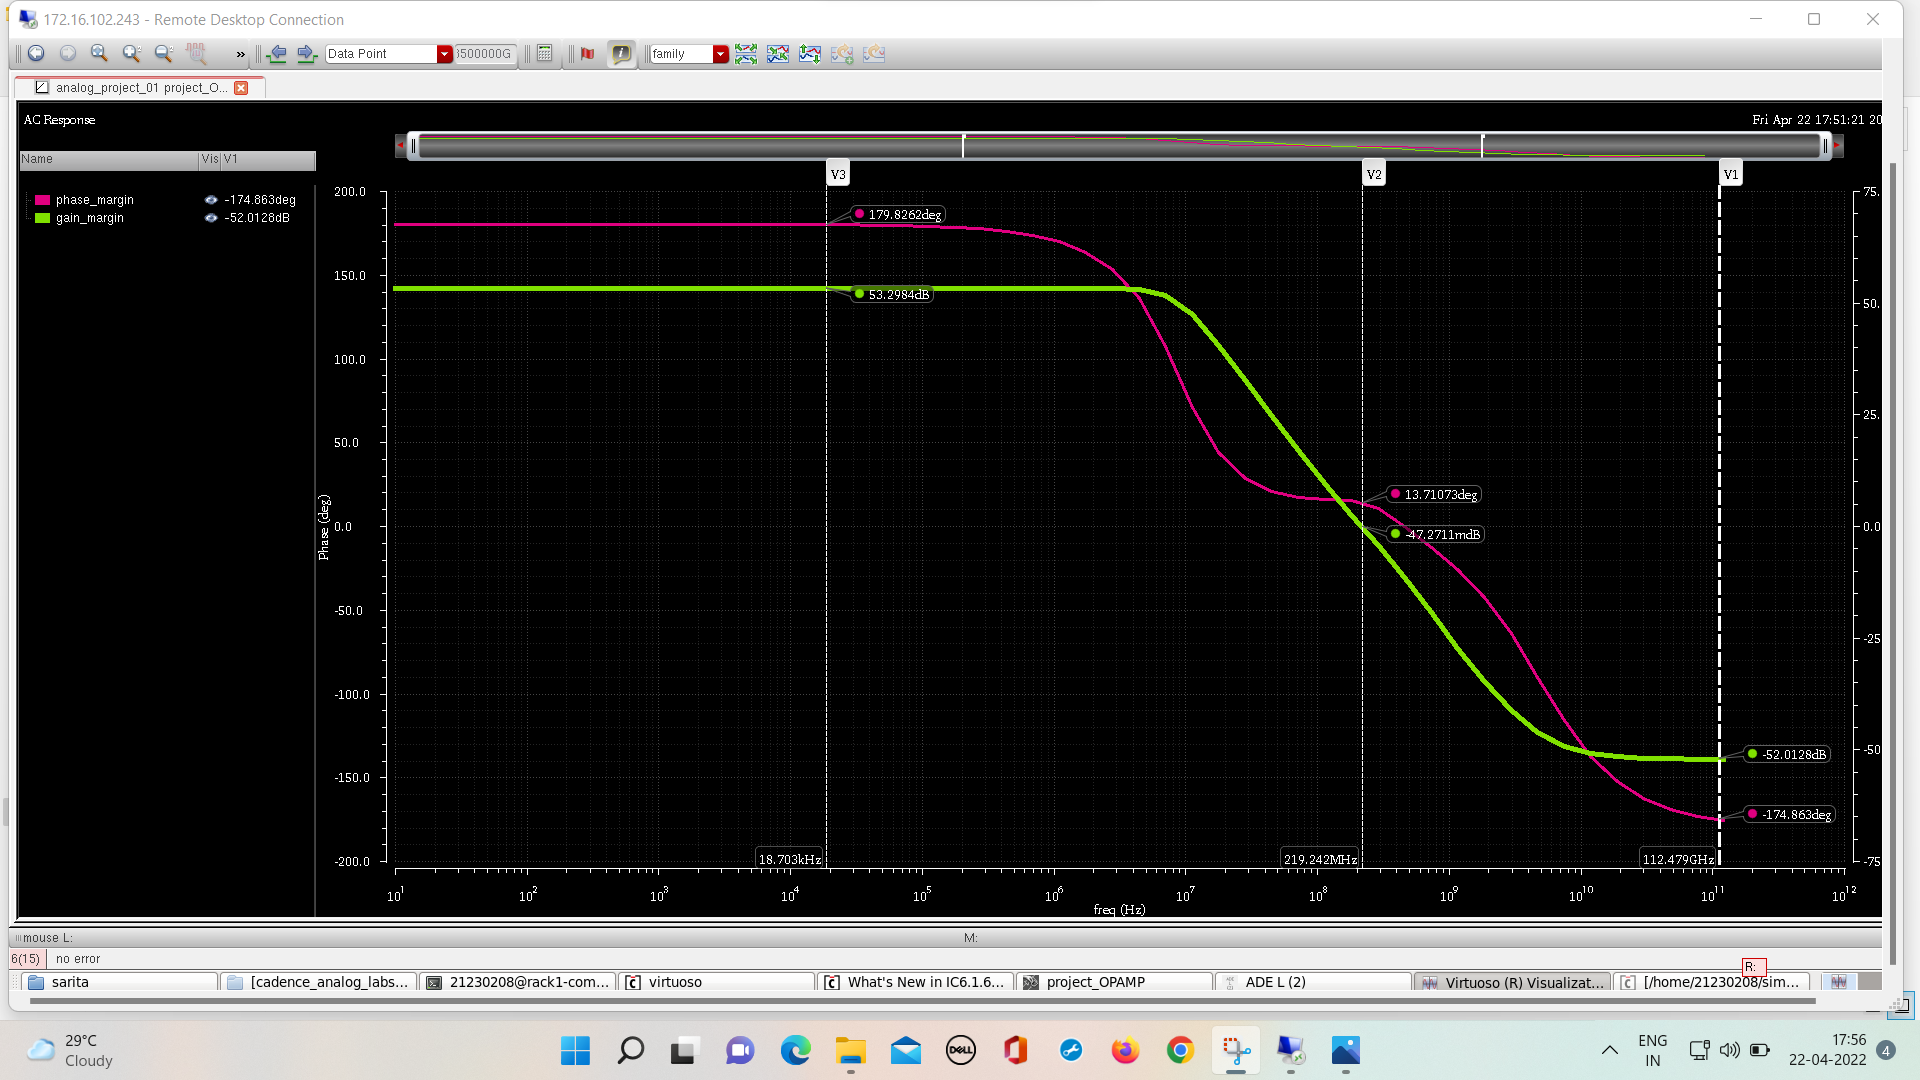 172.16.102.243 - Remote Desktop Connection
»
Data Point
family
analog_project_01 project_O...
AC Response
Fri Apr 22 17:51:21 20
Name Vis V1
phase_margin -174.863deg
gain_margin -52.0128dB
V3 V2 V1
200.0
150.0
100.0
50.0
0.0
-50.0
-100.0
-150.0
-200.0
Phase (deg)
179.8262deg
53.2984dB
13.71073deg
-47.2711mdB
-52.0128dB
-174.863deg
75.
50.
25.
0.0
-25
-50
-75
18.703kHz 219.242MHz 112.479GHz
10^1 10^2 10^3 10^4 10^5 10^6 10^7 10^8 10^9 10^10 10^11 10^12
freq (Hz)
mouse L: M: R:
6(15) no error
sarita [cadence_analog_labs... 21230208@rack1-com... virtuoso What's New in IC6.1.6... project_OPAMP ADE L (2) Virtuoso (R) Visualizat... [/home/21230208/sim...
29°C
Cloudy
DELL
ENG
IN
17:56
22-04-2022
4